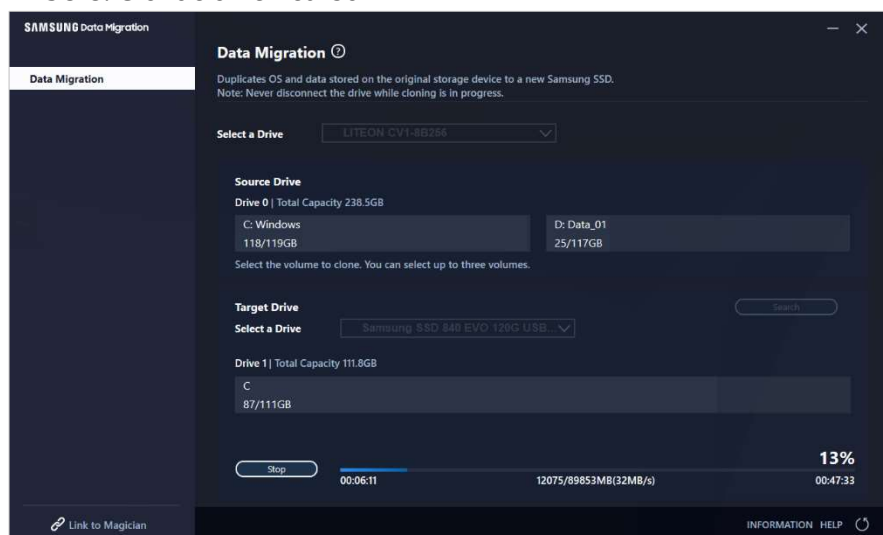 SAMSUNG Data Migration
Data Migration
Data Migration ?
Duplicates OS and data stored on the original storage device to a new Samsung SSD.
Note: Never disconnect the drive while cloning is in progress.
Select a Drive LITEON CV1-8B256
Source Drive
Drive 0 | Total Capacity 238.5GB
C: Windows D: Data_01
118/119GB 25/117GB
Select the volume to clone. You can select up to three volumes.
Target Drive Search
Select a Drive Samsung SSD 840 EVO 120G USB...
Drive 1 | Total Capacity 111.8GB
C
87/111GB
13%
Stop
00:06:11 12075/89853MB(32MB/s) 00:47:33
Link to Magician INFORMATION HELP